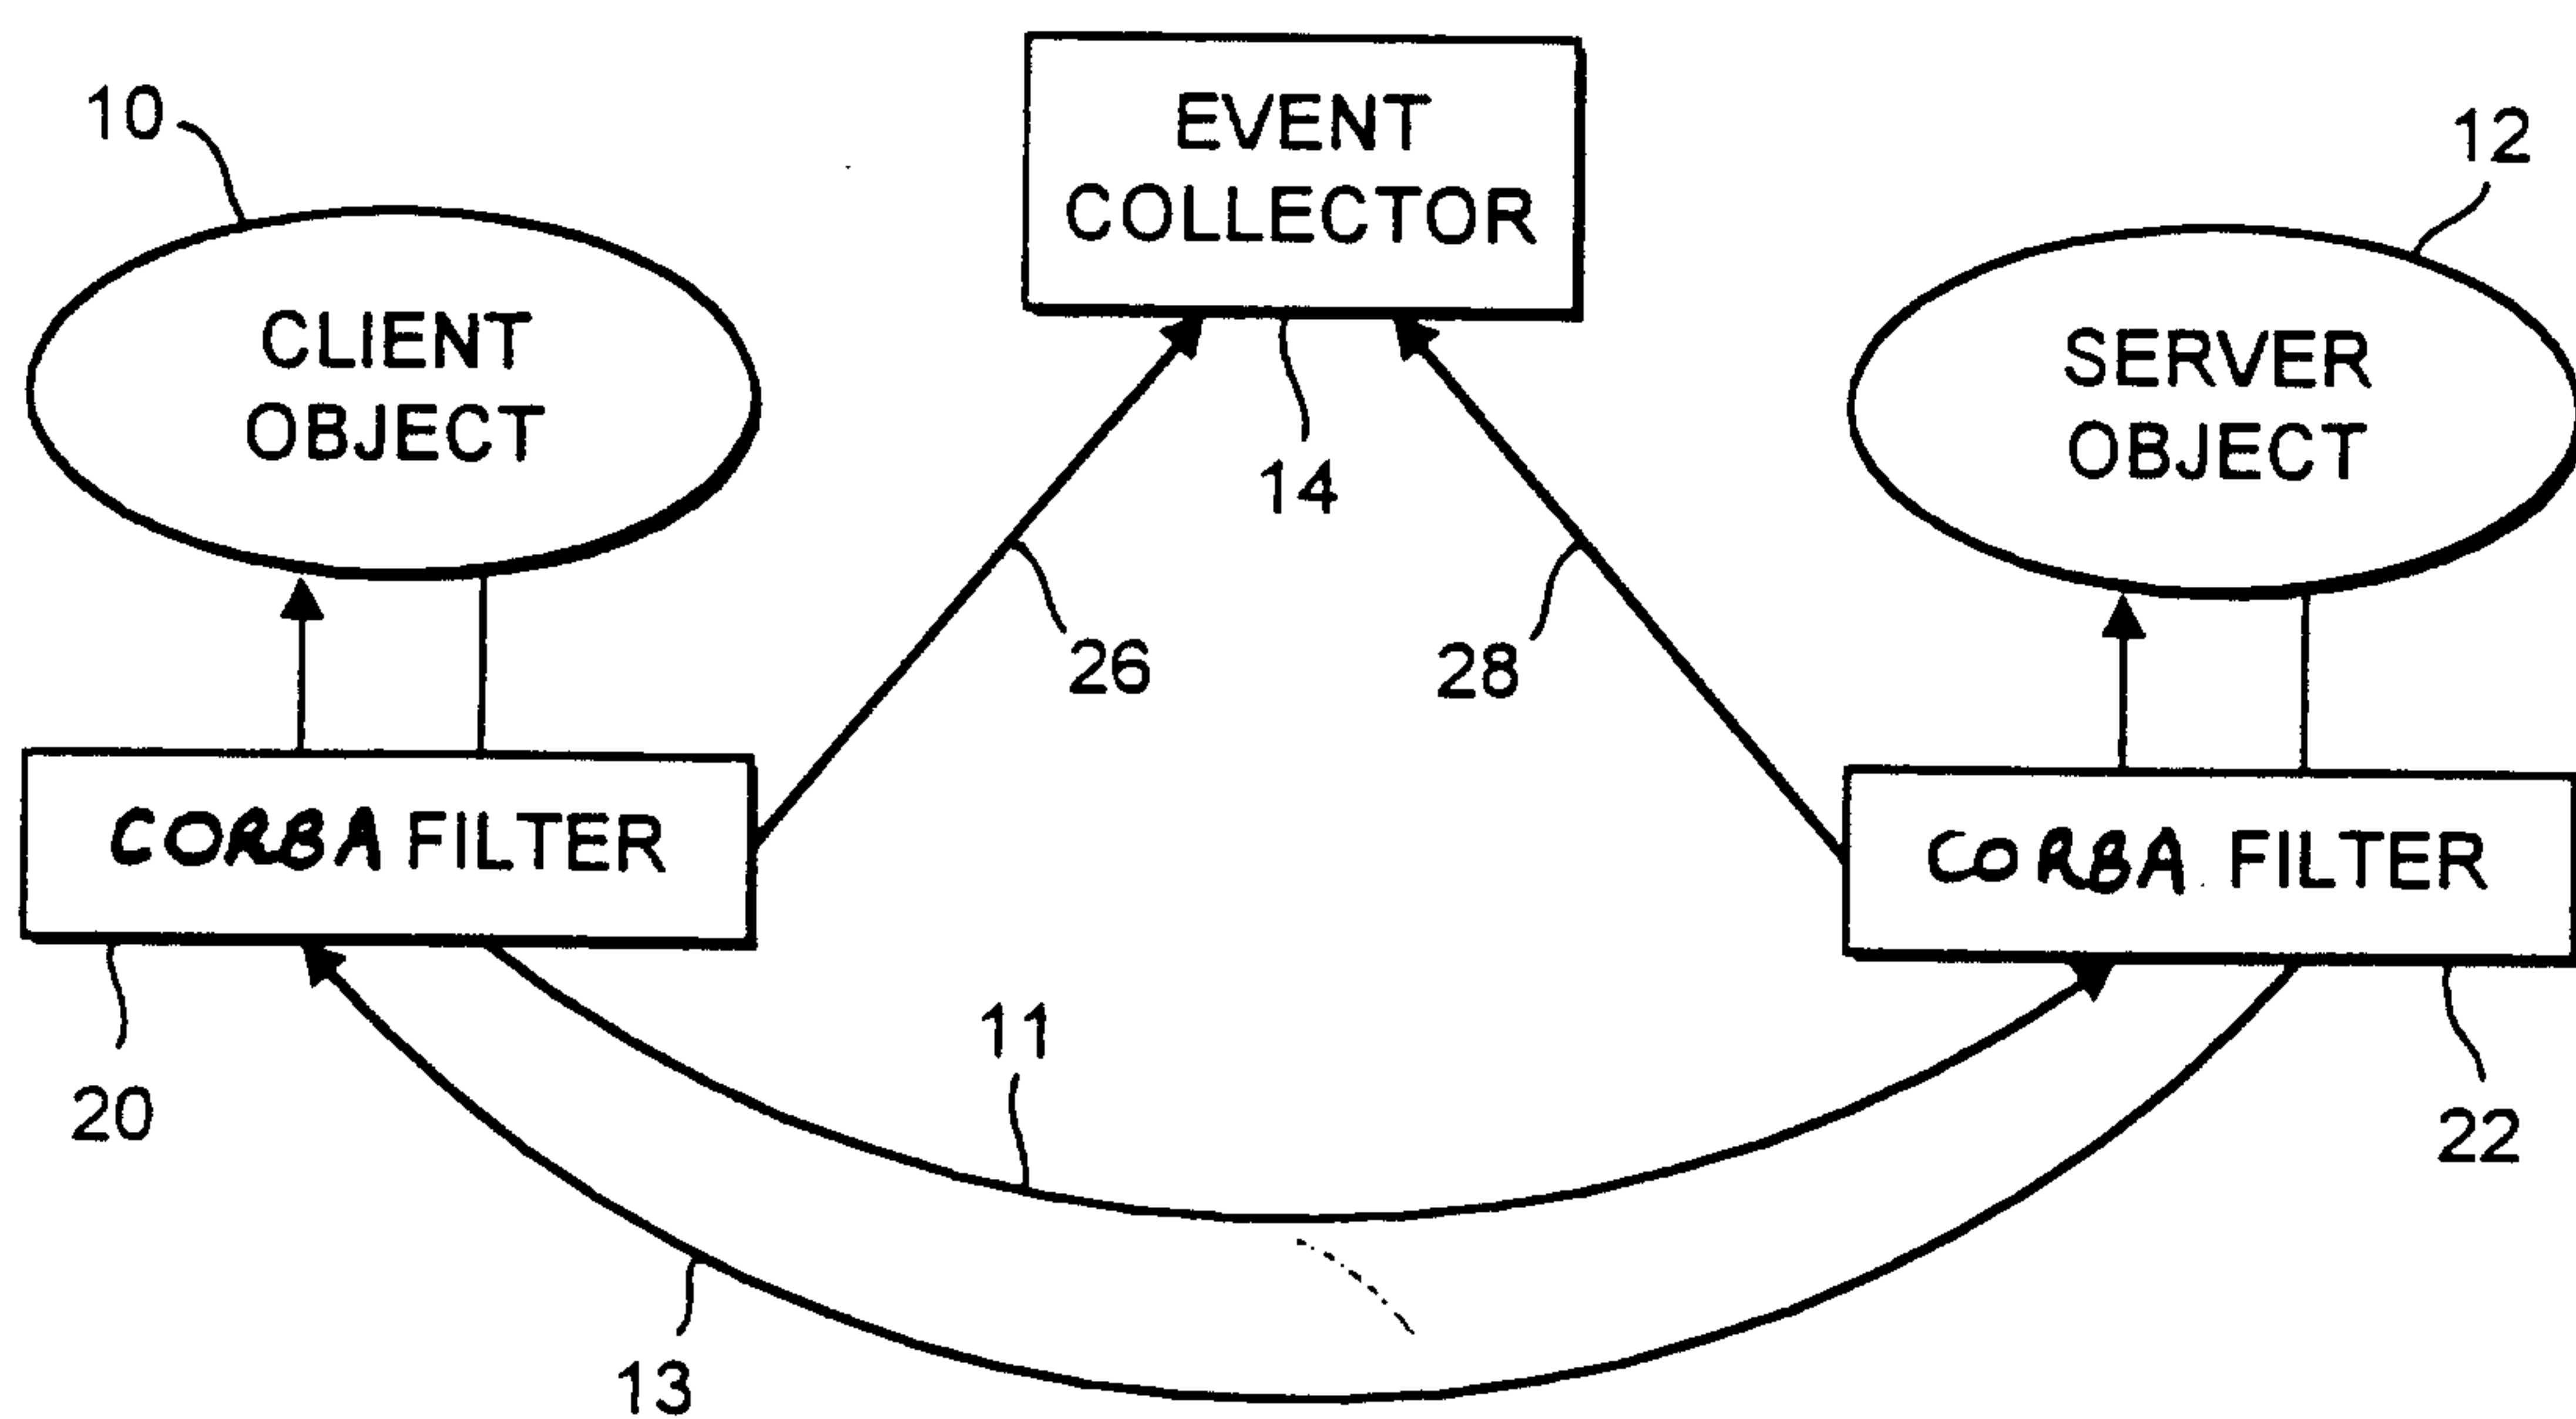 10
EVENT
COLLECTOR
12
CLIENT
OBJECT
SERVER
OBJECT
14
26
28
CORBA FILTER
CORBA FILTER
11
20
22
13